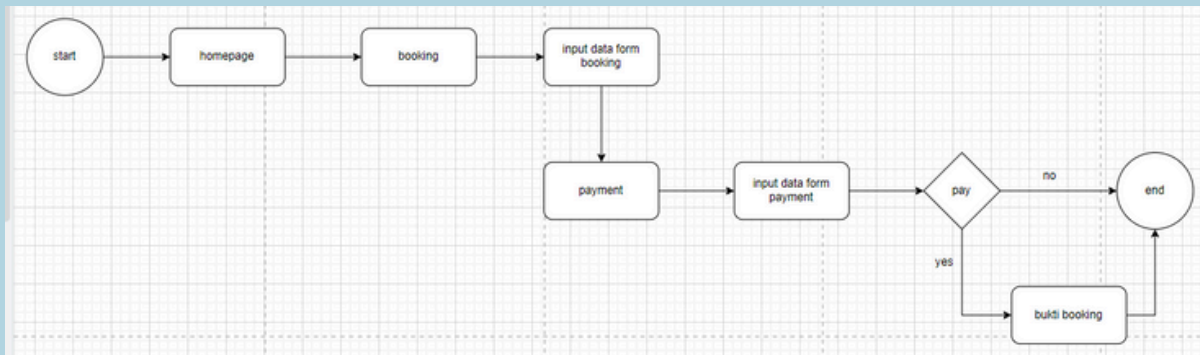 start
homepage
booking
input data form
booking
payment
input data form
payment
pay
no
end
yes
bukti booking